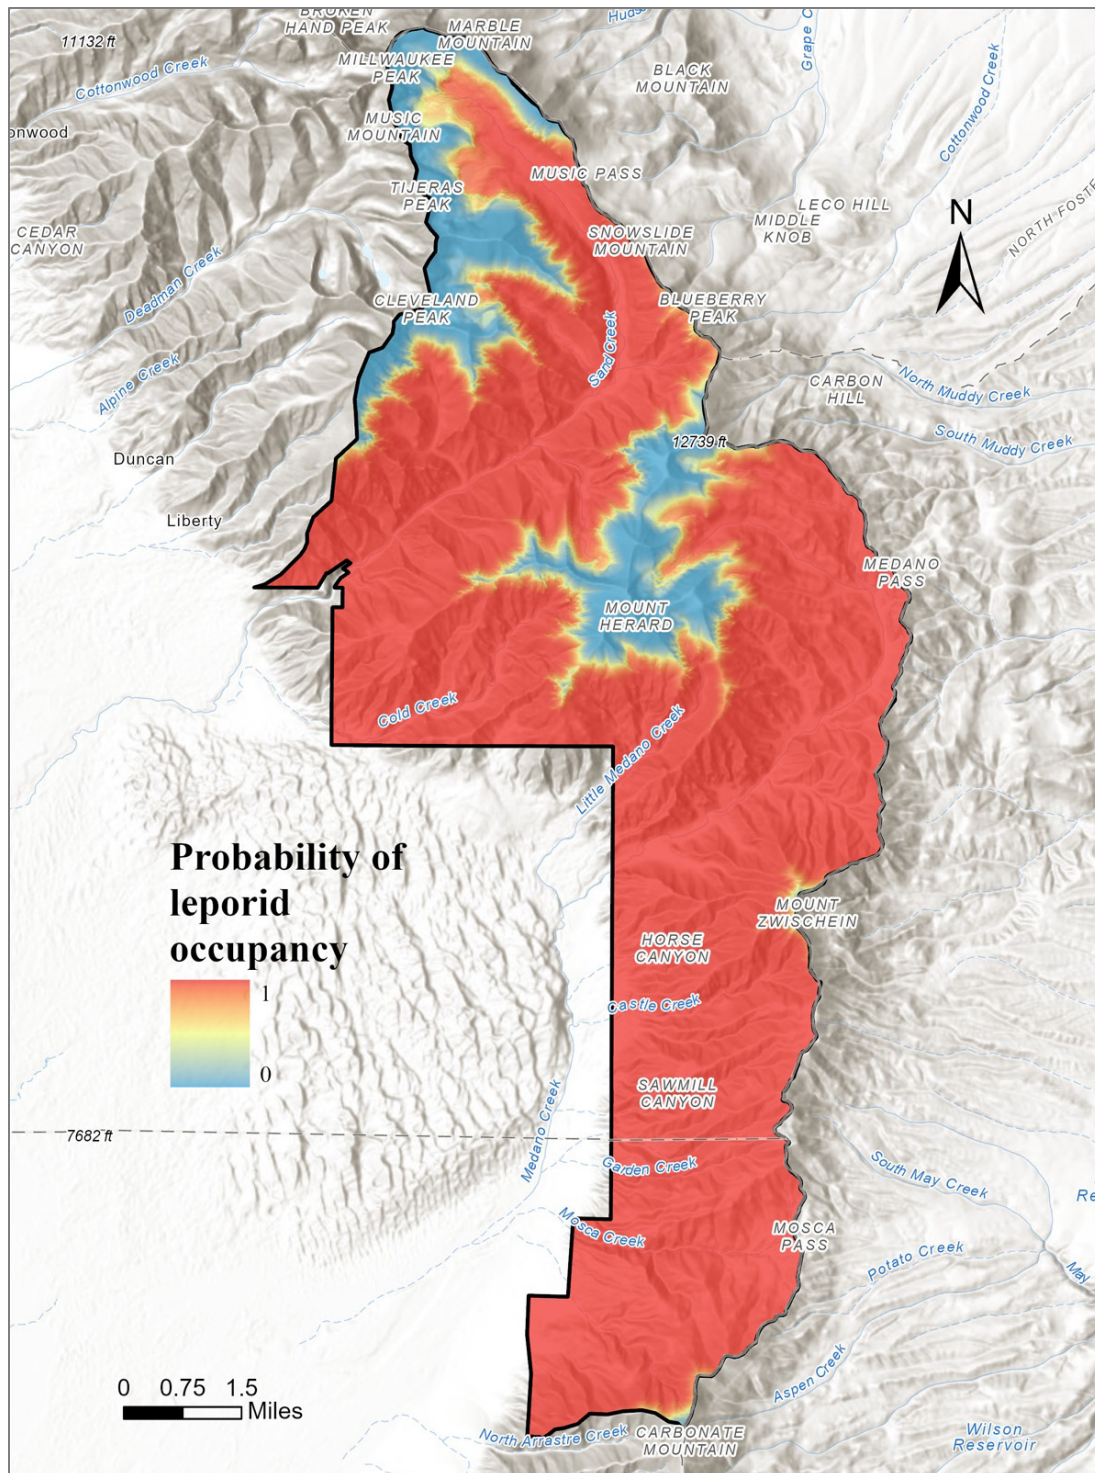 BROKEN
HAND PEAK
MARBLE
MOUNTAIN
Grape C
11132 ft
MILLWAUKEE
PEAK
BLACK
MOUNTAIN
Cottonwood Creek
Cottonwood Creek
onwood
MUSIC
MOUNTAIN
MUSIC PASS
TIJERAS
PEAK
LECO HILL
MIDDLE
KNOB
NORTH FOSTE
N
CEDAR
CANYON
SNOWSLIDE
MOUNTAIN
Deadman Creek
CLEVELAND
PEAK
BLUEBERRY
PEAK
Sand Creek
Alpine Creek
North Muddy Creek
CARBON
HILL
South Muddy Creek
12739 ft
Duncan
Liberty
MEDANO
PASS
MOUNT
HERARD
Cold Creek
Little Medano Creek
Probability of
leporid
occupancy
1
0
MOUNT
ZWISCHEIN
HORSE
CANYON
Castle Creek
SAWMILL
CANYON
Medano Creek
7682 ft
Garden Creek
South May Creek
Re
Mosca Creek
MOSCA
PASS
Potato Creek
May
Aspen Creek
0 0.75 1.5
Miles
North Arrastre Creek
CARBONATE
MOUNTAIN
Wilson
Reservoir